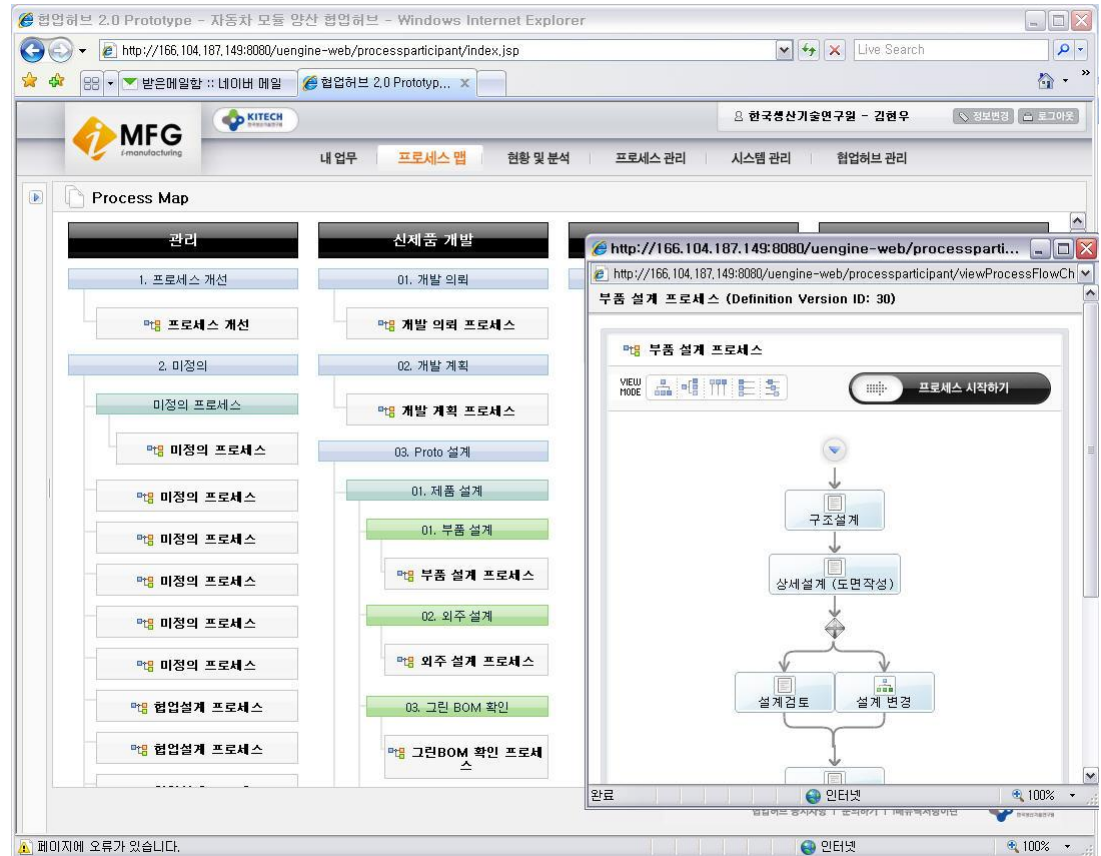 협업허브 2.0 Prototype - 자동차 모듈 양산 협업허브 - Windows Internet Explorer
http://166.104.187.149:8080/uengine-web/processparticipant/index.jsp
Live Search
받은메일함 :: 네이버 메일
협업허브 2.0 Prototyp...
MFG
i-manufacturing
KITECH
한국생산기술연구원 - 김현우
정보변경
로그아웃
내 업무
프로세스 맵
현황 및 분석
프로세스 관리
시스템 관리
협업허브 관리
Process Map
관리
1. 프로세스 개선
프로세스 개선
2. 미정의
미정의 프로세스
미정의 프로세스
미정의 프로세스
미정의 프로세스
미정의 프로세스
미정의 프로세스
미정의 프로세스
협업설계 프로세스
협업설계 프로세스
신제품 개발
01. 개발 의뢰
개발 의뢰 프로세스
02. 개발 계획
개발 계획 프로세스
03. Proto 설계
01. 제품 설계
01. 부품 설계
부품 설계 프로세스
02. 외주 설계
외주 설계 프로세스
03. 그린 BOM 확인
그린BOM 확인 프로세
스
http://166.104.187.149:8080/uengine-web/processparti...
http://166.104.187.149:8080/uengine-web/processparticipant/viewProcessFlowCh
부품 설계 프로세스 (Definition Version ID: 30)
부품 설계 프로세스
VIEW
MODE
프로세스 시작하기
구조설계
상세설계 (도면작성)
설계검토
설계 변경
완료
인터넷
100%
페이지에 오류가 있습니다.
인터넷
100%